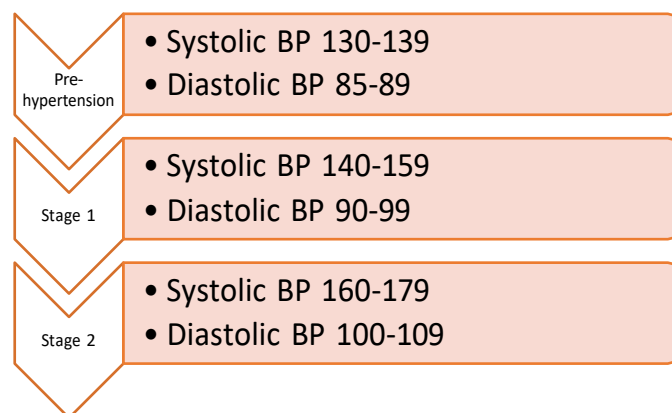 Pre-
hypertension
• Systolic BP 130-139
• Diastolic BP 85-89
Stage 1
• Systolic BP 140-159
• Diastolic BP 90-99
Stage 2
• Systolic BP 160-179
• Diastolic BP 100-109